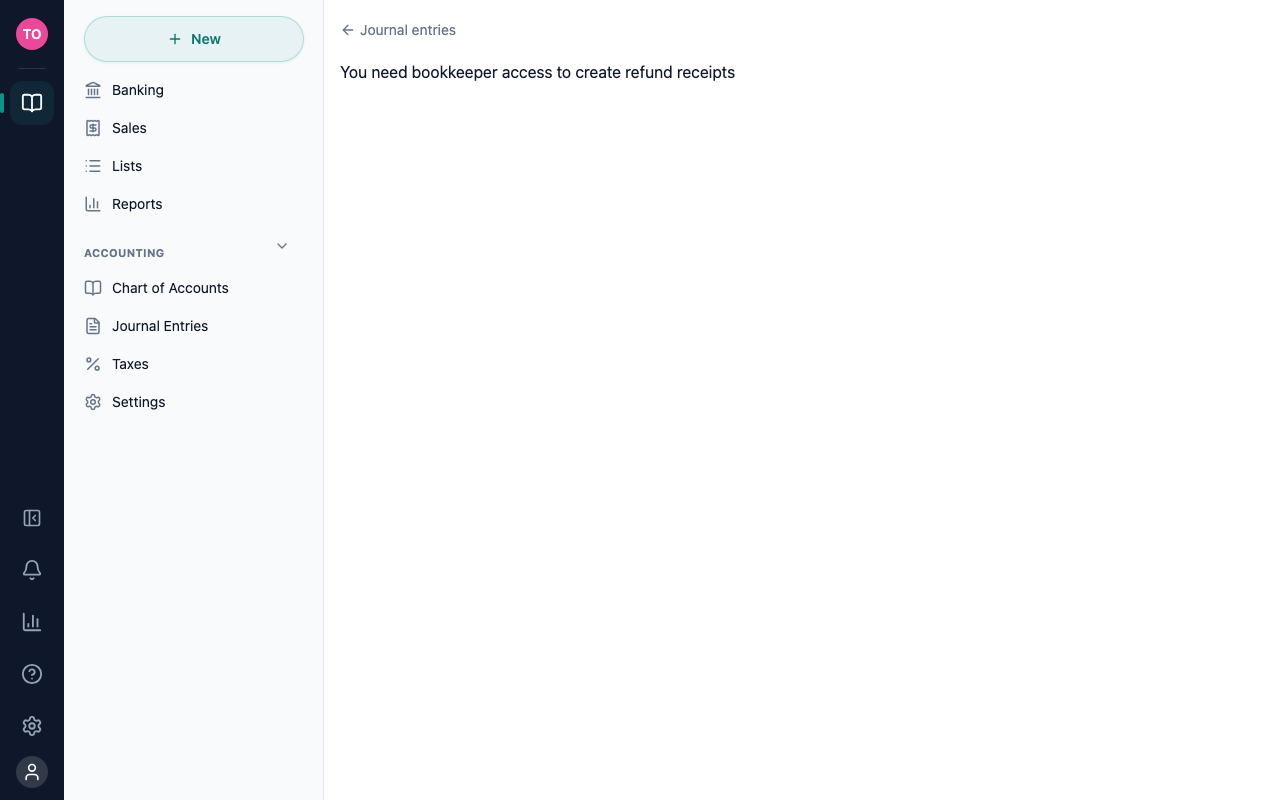 TO
New
Banking
Sales
Lists
Reports
ACCOUNTING
Chart of Accounts
Journal Entries
Taxes
Settings
Journal entries
You need bookkeeper access to create refund receipts